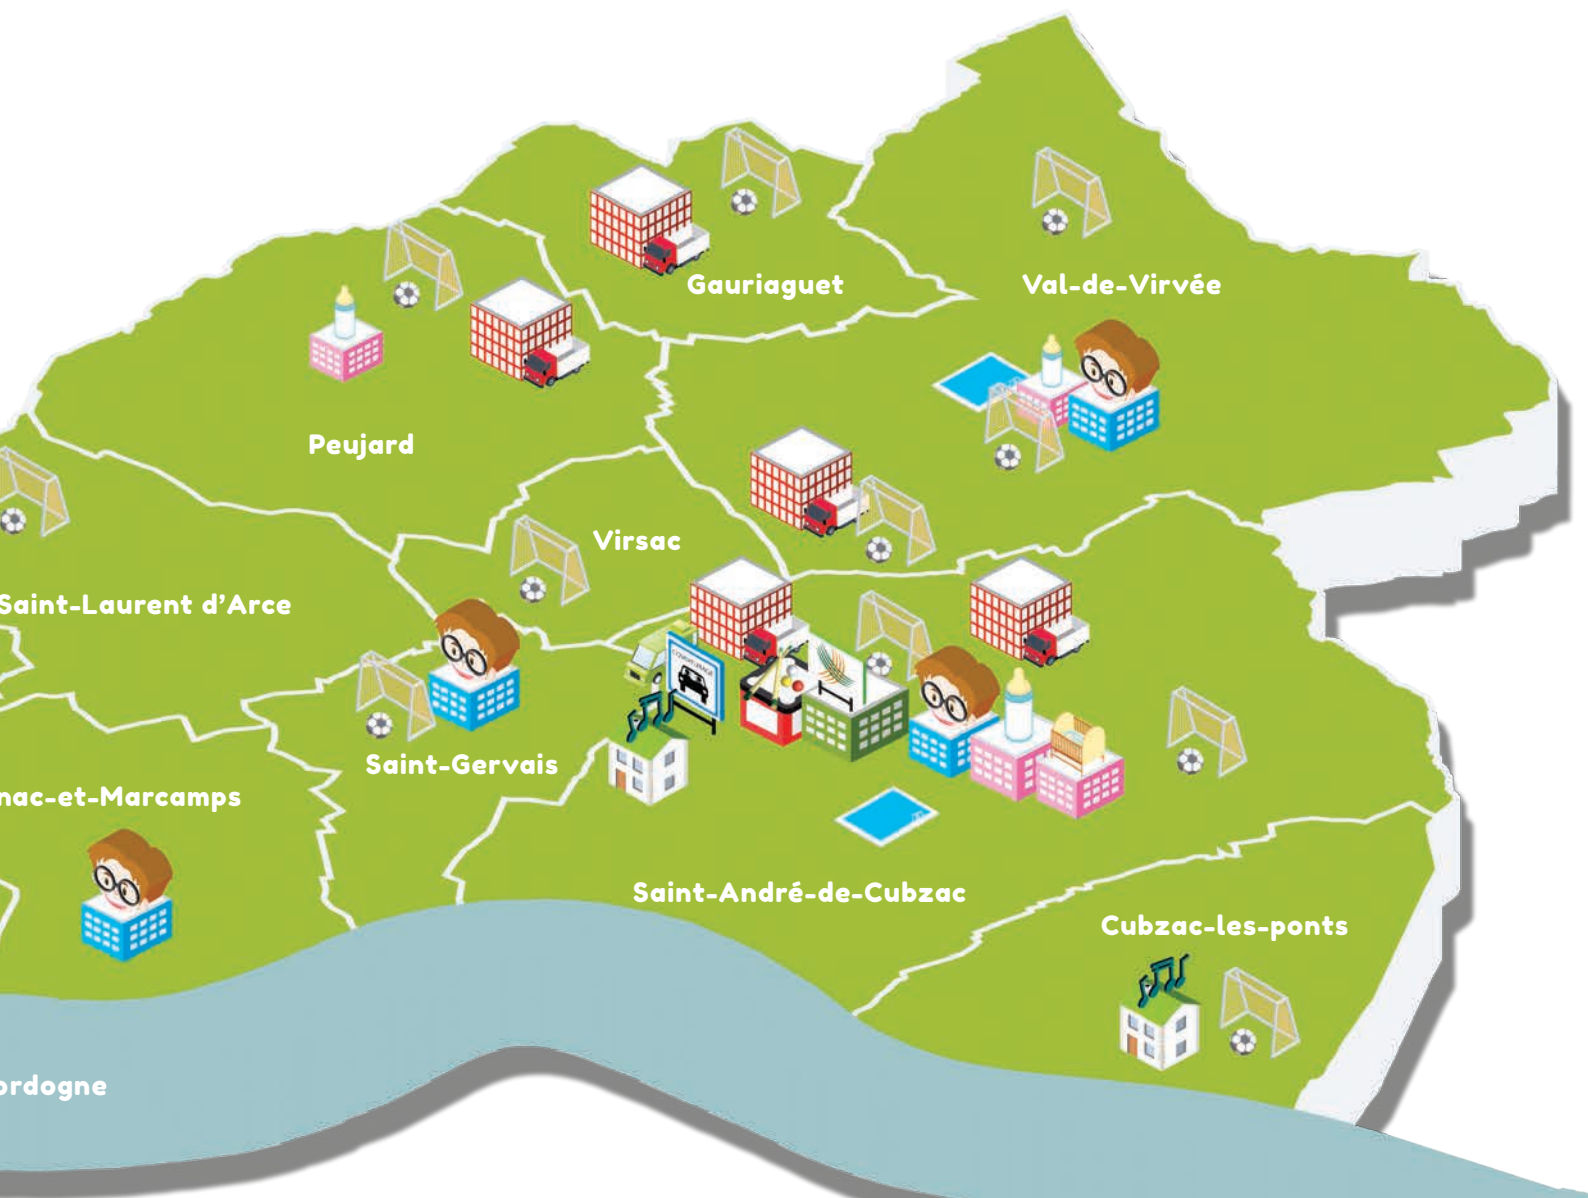 Gauriaguet
Val-de-Virvée
Peujard
Virsac
Saint-Laurent d'Arce
COVOITURAGE
Saint-Gervais
nac-et-Marcamps
Saint-André-de-Cubzac
Cubzac-les-ponts
ordogne